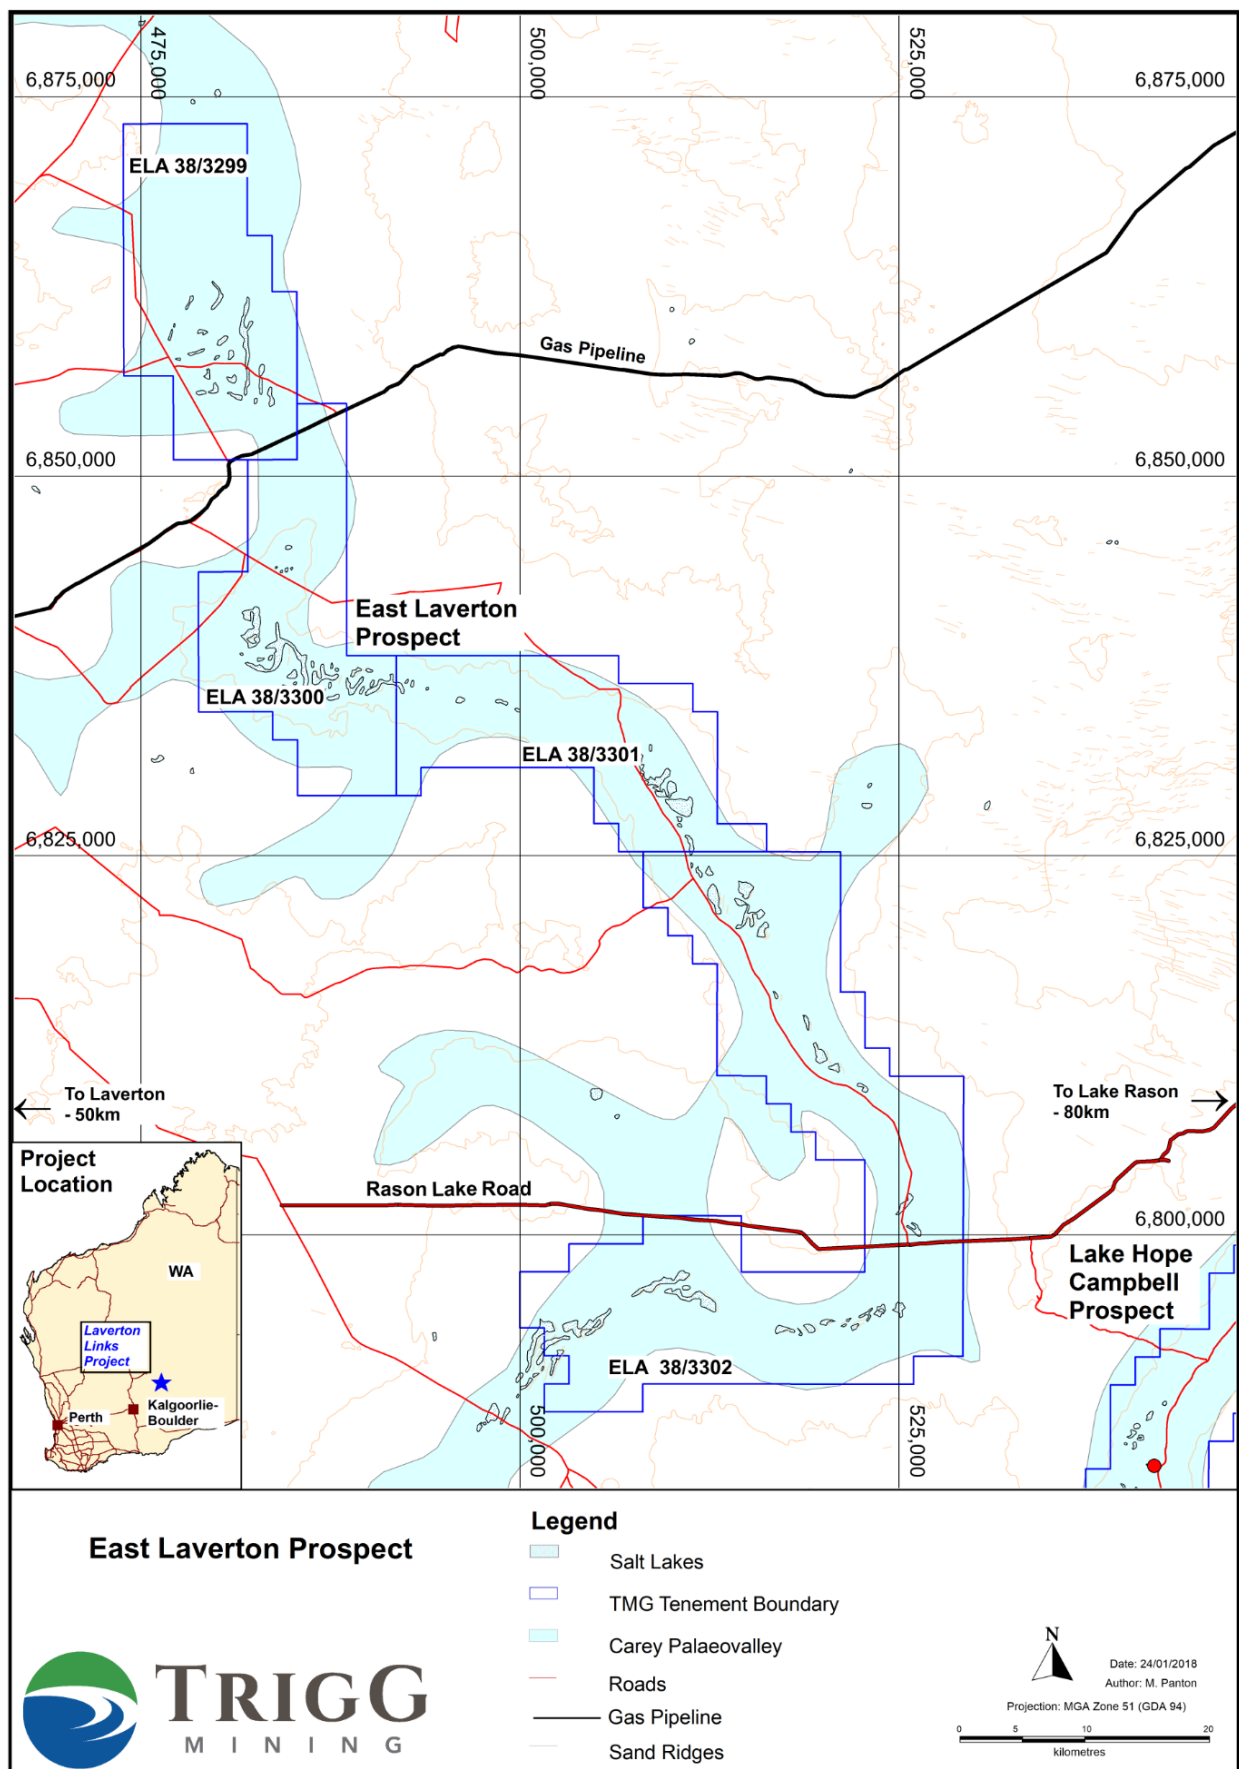 475,000
500,000
525,000
6,875,000
6,875,000
ELA 38/3299
Gas Pipeline
6,850,000
6,850,000
East Laverton
Prospect
ELA 38/3300
ELA 38/3301
6,825,000
6,825,000
To Laverton
- 50km
To Lake Rason
- 80km
Project
Location
Rason Lake Road
6,800,000
WA
Lake Hope
Campbell
Prospect
Laverton
Links
Project
ELA 38/3302
Kalgoorlie-
Boulder
Perth
500,000
525,000
East Laverton Prospect
Legend
Salt Lakes
TMG Tenement Boundary
Carey Palaeovalley
Roads
Gas Pipeline
Sand Ridges
TRIGG
MINING
N
Date: 24/01/2018
Author: M. Panton
Projection: MGA Zone 51 (GDA 94)
0 5 10 20
kilometres